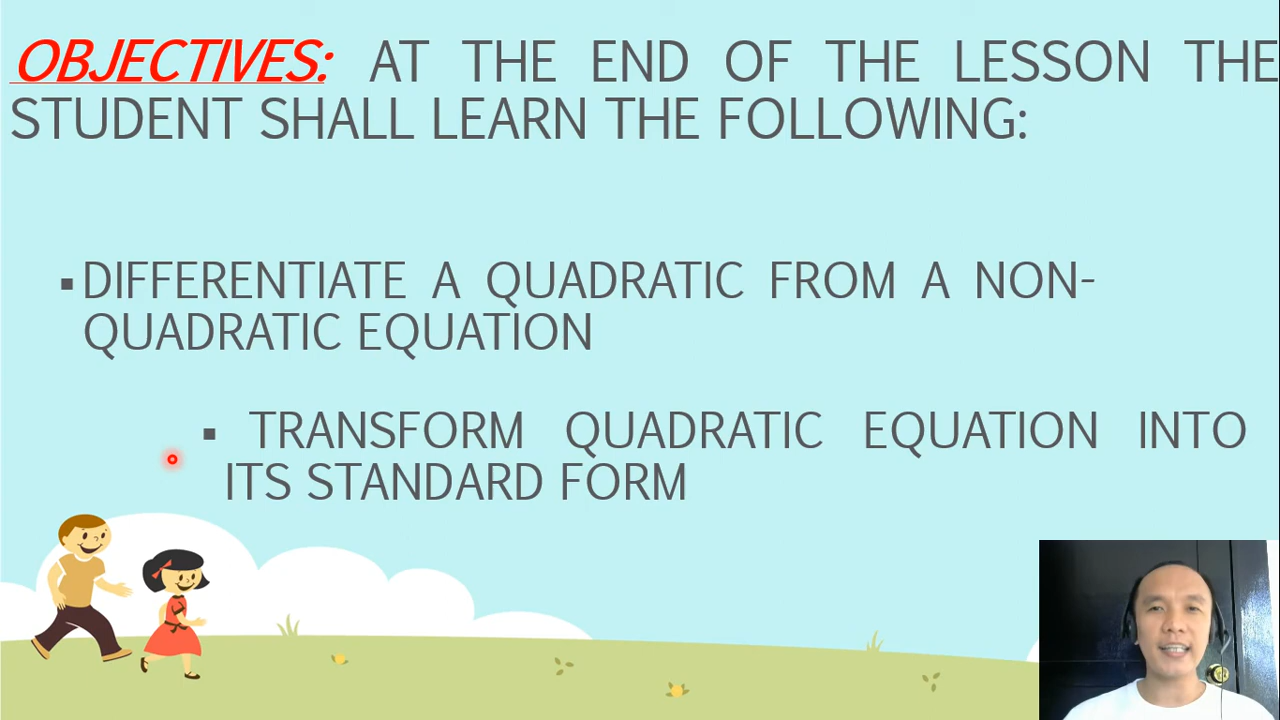 OBJECTIVES: AT THE END OF THE LESSON THE
STUDENT SHALL LEARN THE FOLLOWING:
▪DIFFERENTIATE A QUADRATIC FROM A NON-
QUADRATIC EQUATION
▪ TRANSFORM QUADRATIC EQUATION INTO
ITS STANDARD FORM